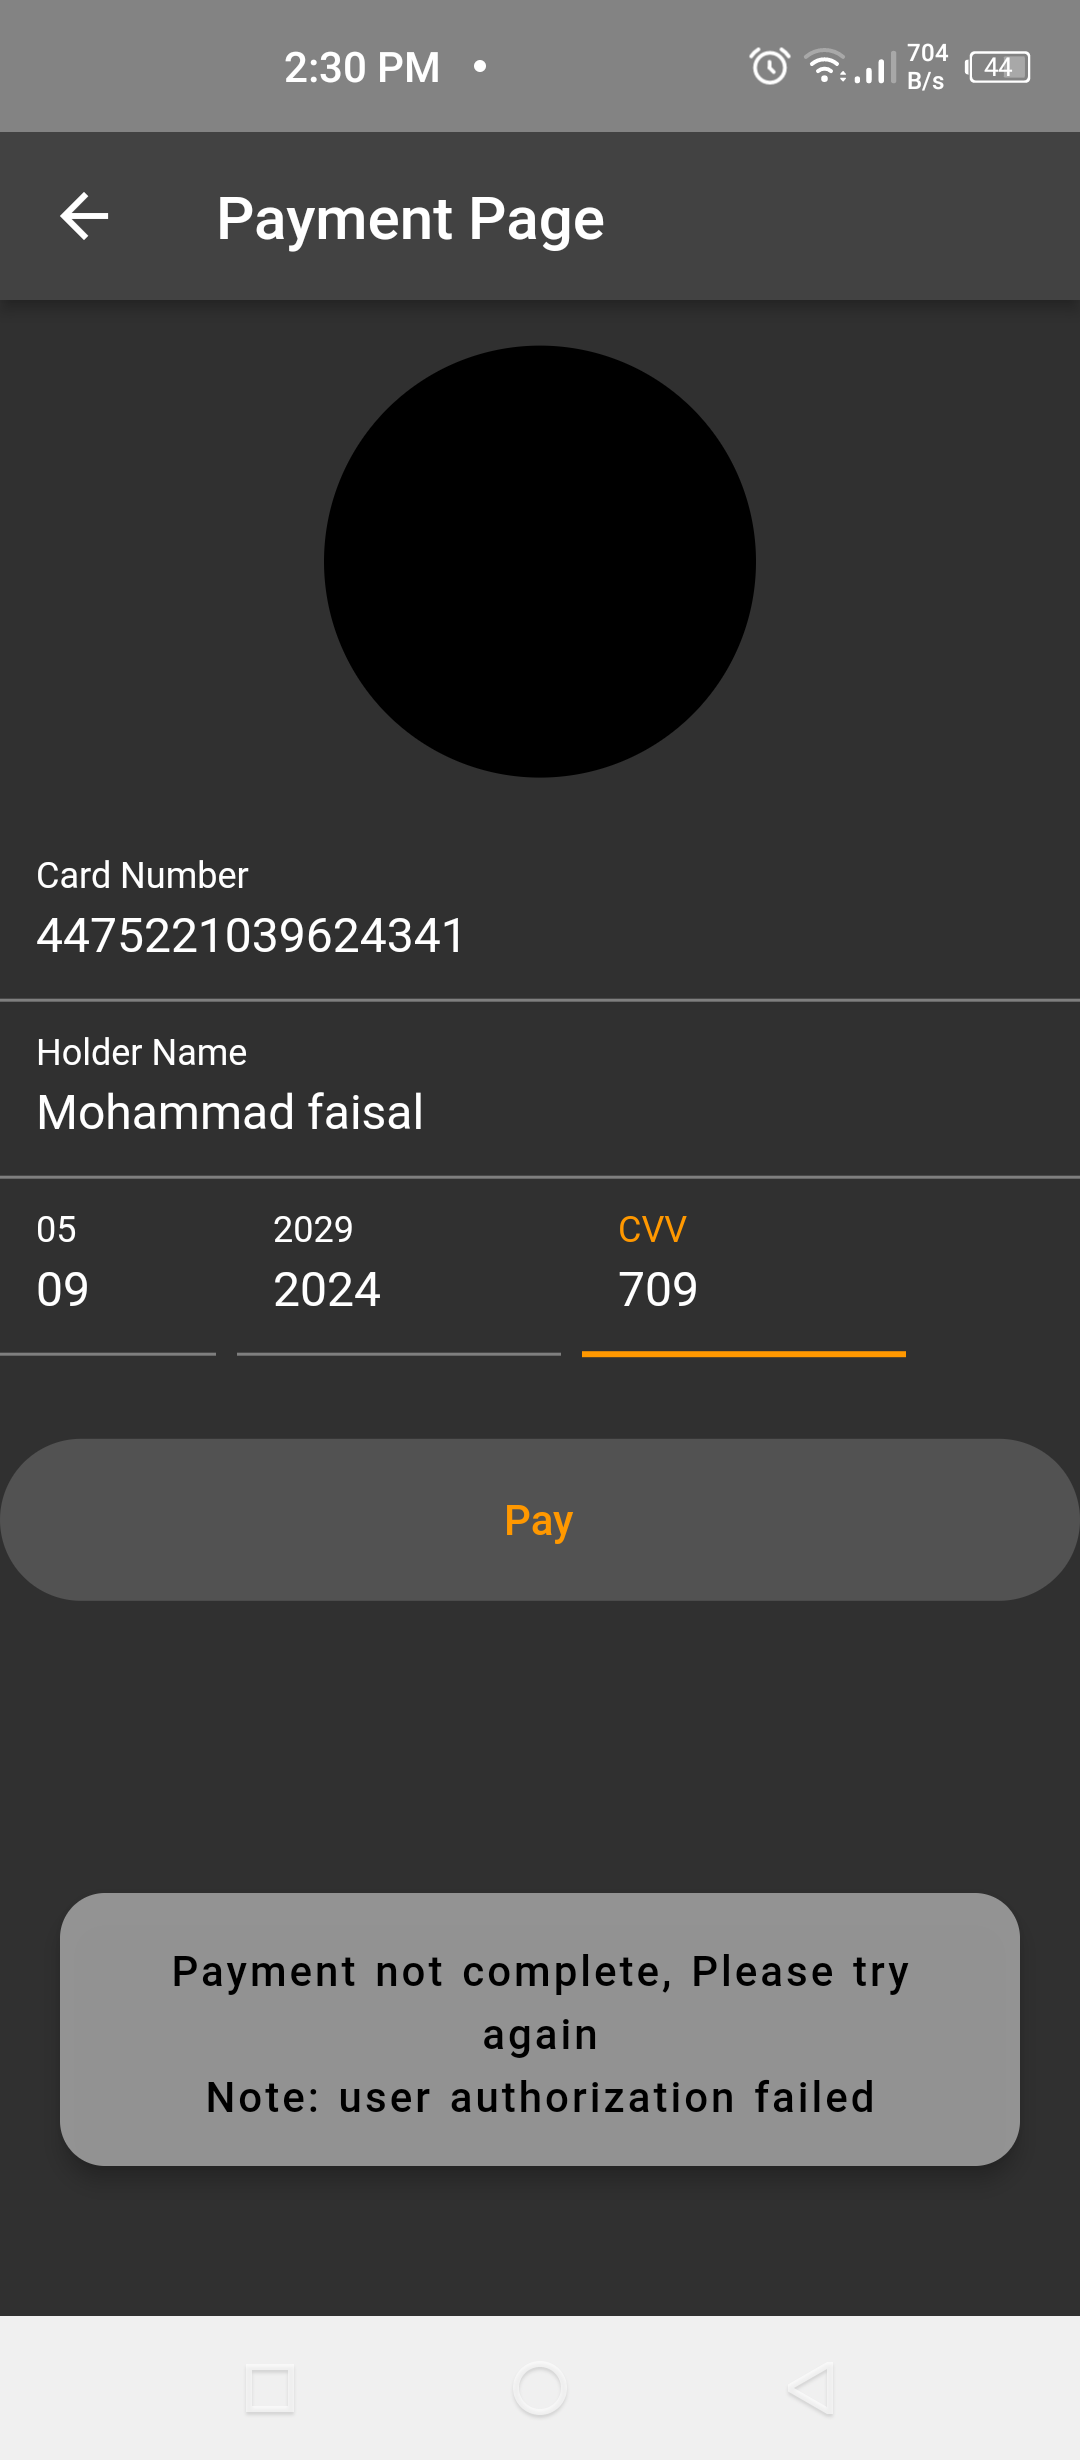 2:30 PM
704
B/s
44
Payment Page
Card Number
4475221039624341
Holder Name
Mohammad faisal
05 2029 CVV
09 2024 709
Pay
Payment not complete, Please try
again
Note: user authorization failed